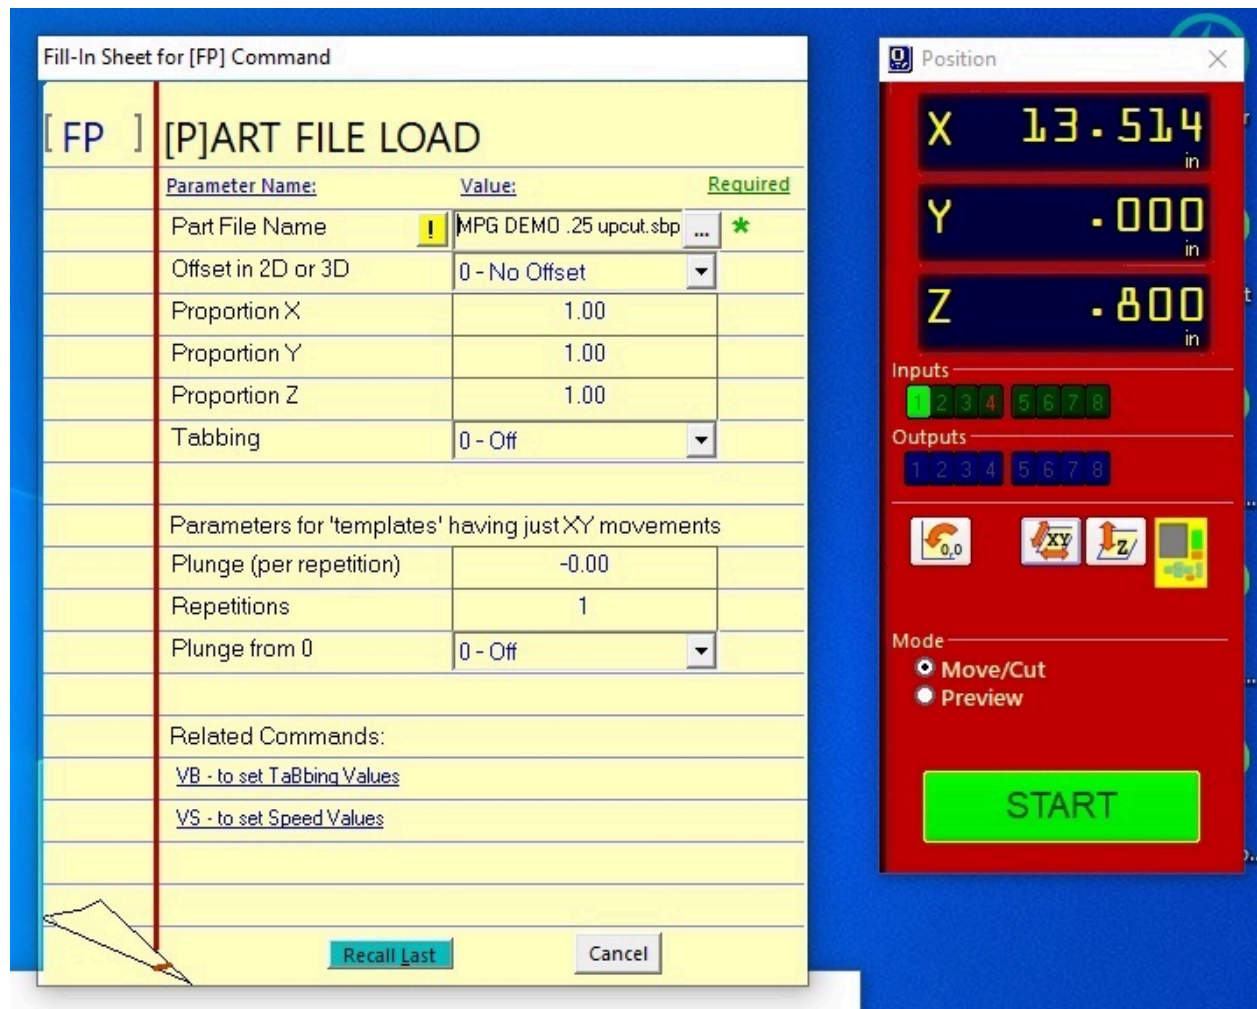 Fill-In Sheet for [FP] Command
[ FP ] [P]ART FILE LOAD
Parameter Name: Value: Required
Part File Name ! MPG DEMO .25 upcut.sbp ... *
Offset in 2D or 3D 0 - No Offset
Proportion X 1.00
Proportion Y 1.00
Proportion Z 1.00
Tabbing 0 - Off
Parameters for 'templates' having just XY movements
Plunge (per repetition) -0.00
Repetitions 1
Plunge from 0 0 - Off
Related Commands:
VB - to set TaBbing Values
VS - to set Speed Values
Recall Last Cancel
Position
X 13.514
in
Y .000
in
Z .800
in
Inputs
1 2 3 4 5 6 7 8
Outputs
1 2 3 4 5 6 7 8
0,0 XY Z
Mode
Move/Cut
Preview
START